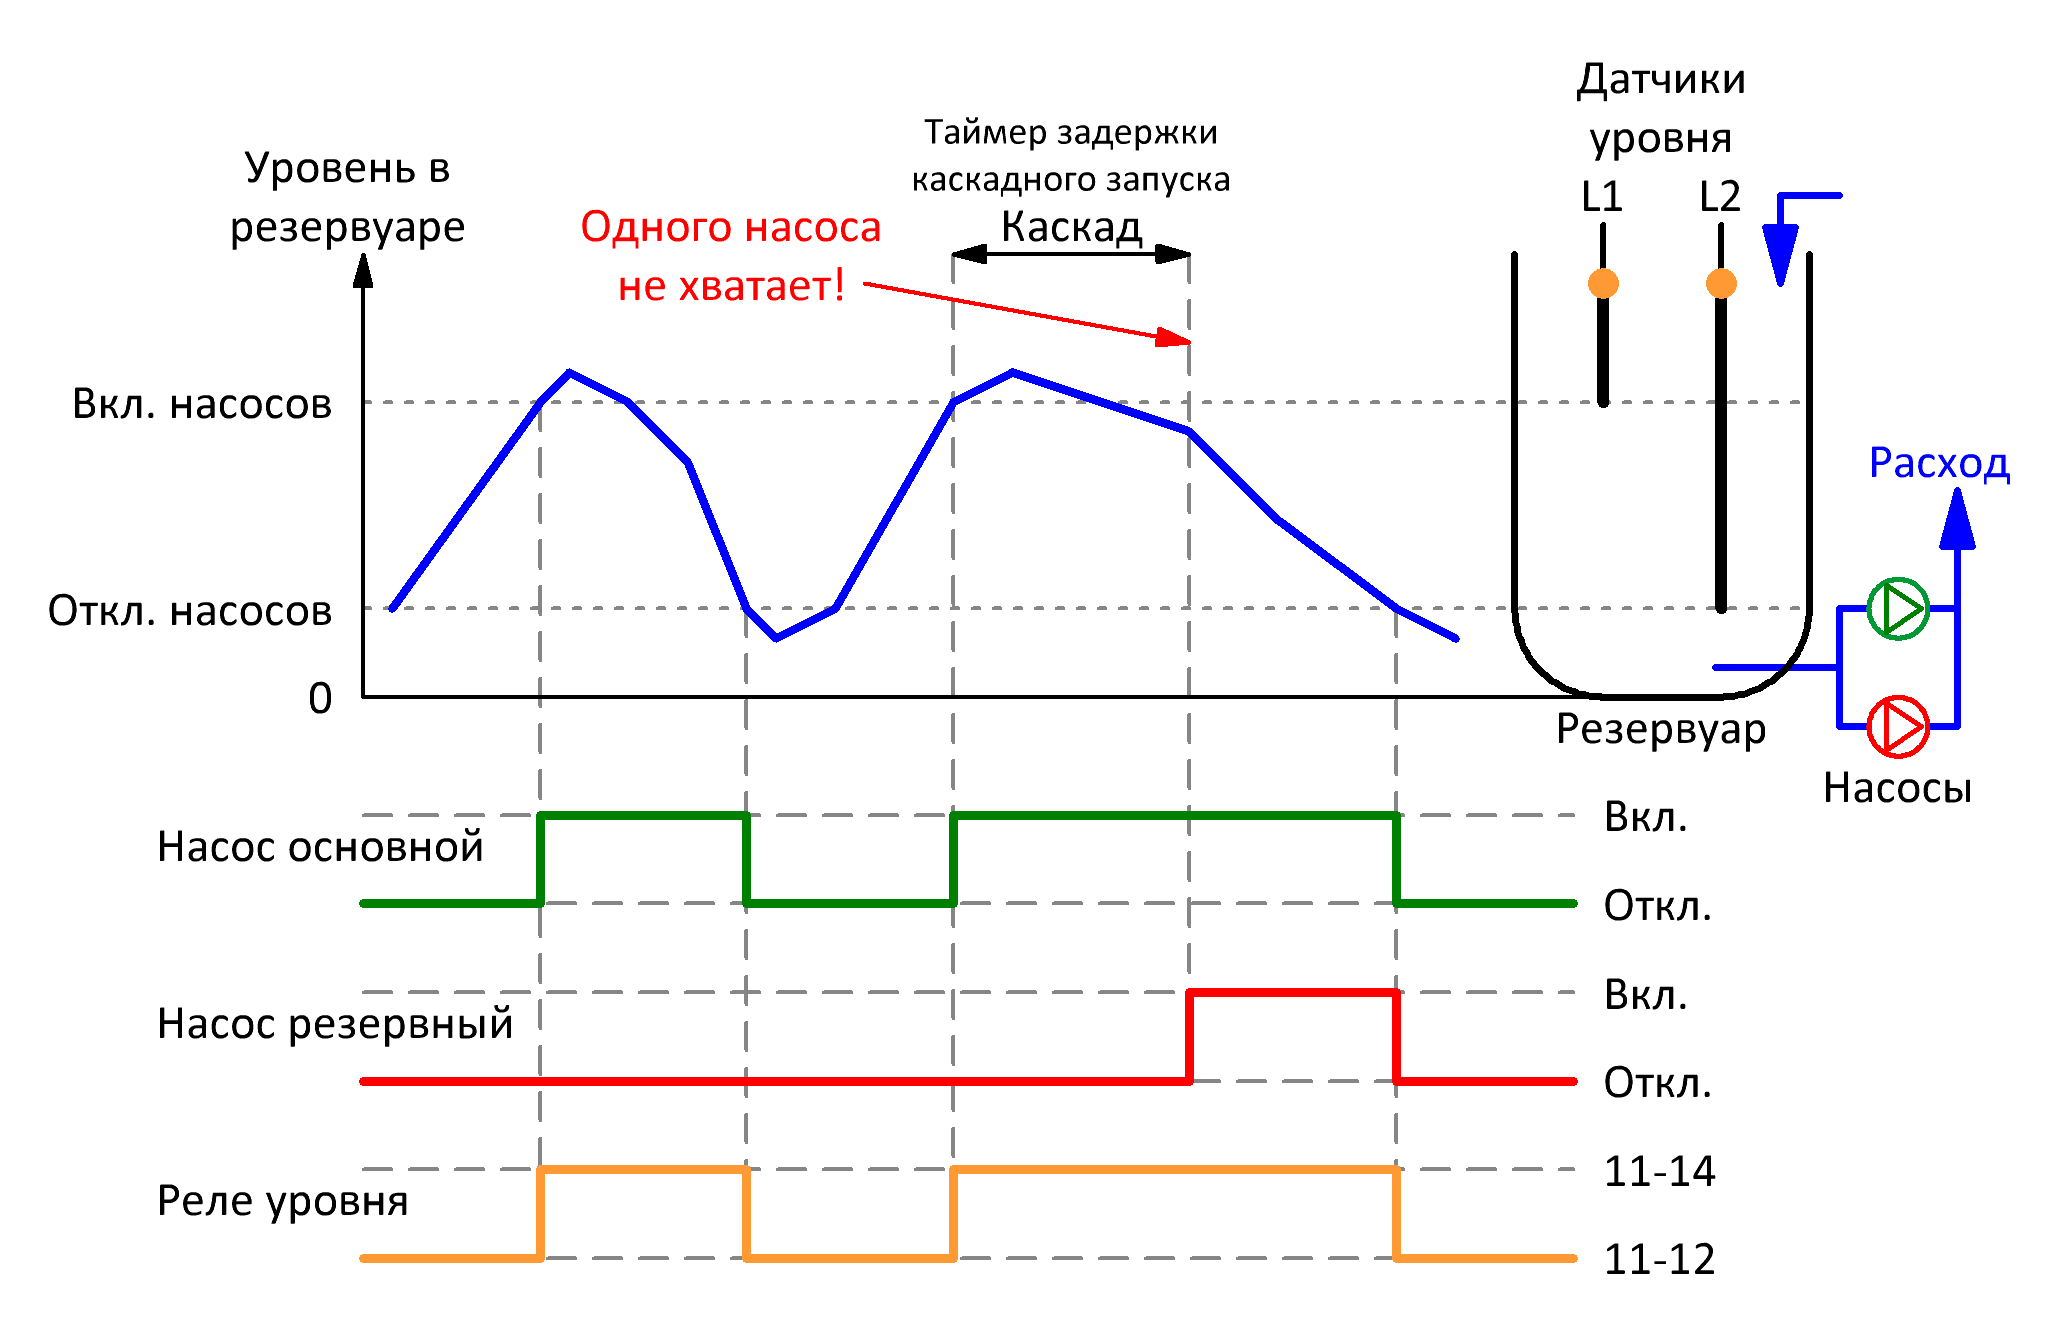 Датчики
уровня
L1
L2
Таймер задержки
каскадного запуска
Каскад
Уровень в
резервуаре
Одного насоса
не хватает!
Вкл. насосов
Расход
Откл. насосов
0
Резервуар
Насосы
Насос основной
Вкл.
Откл.
Насос резервный
Вкл.
Откл.
Реле уровня
11-14
11-12